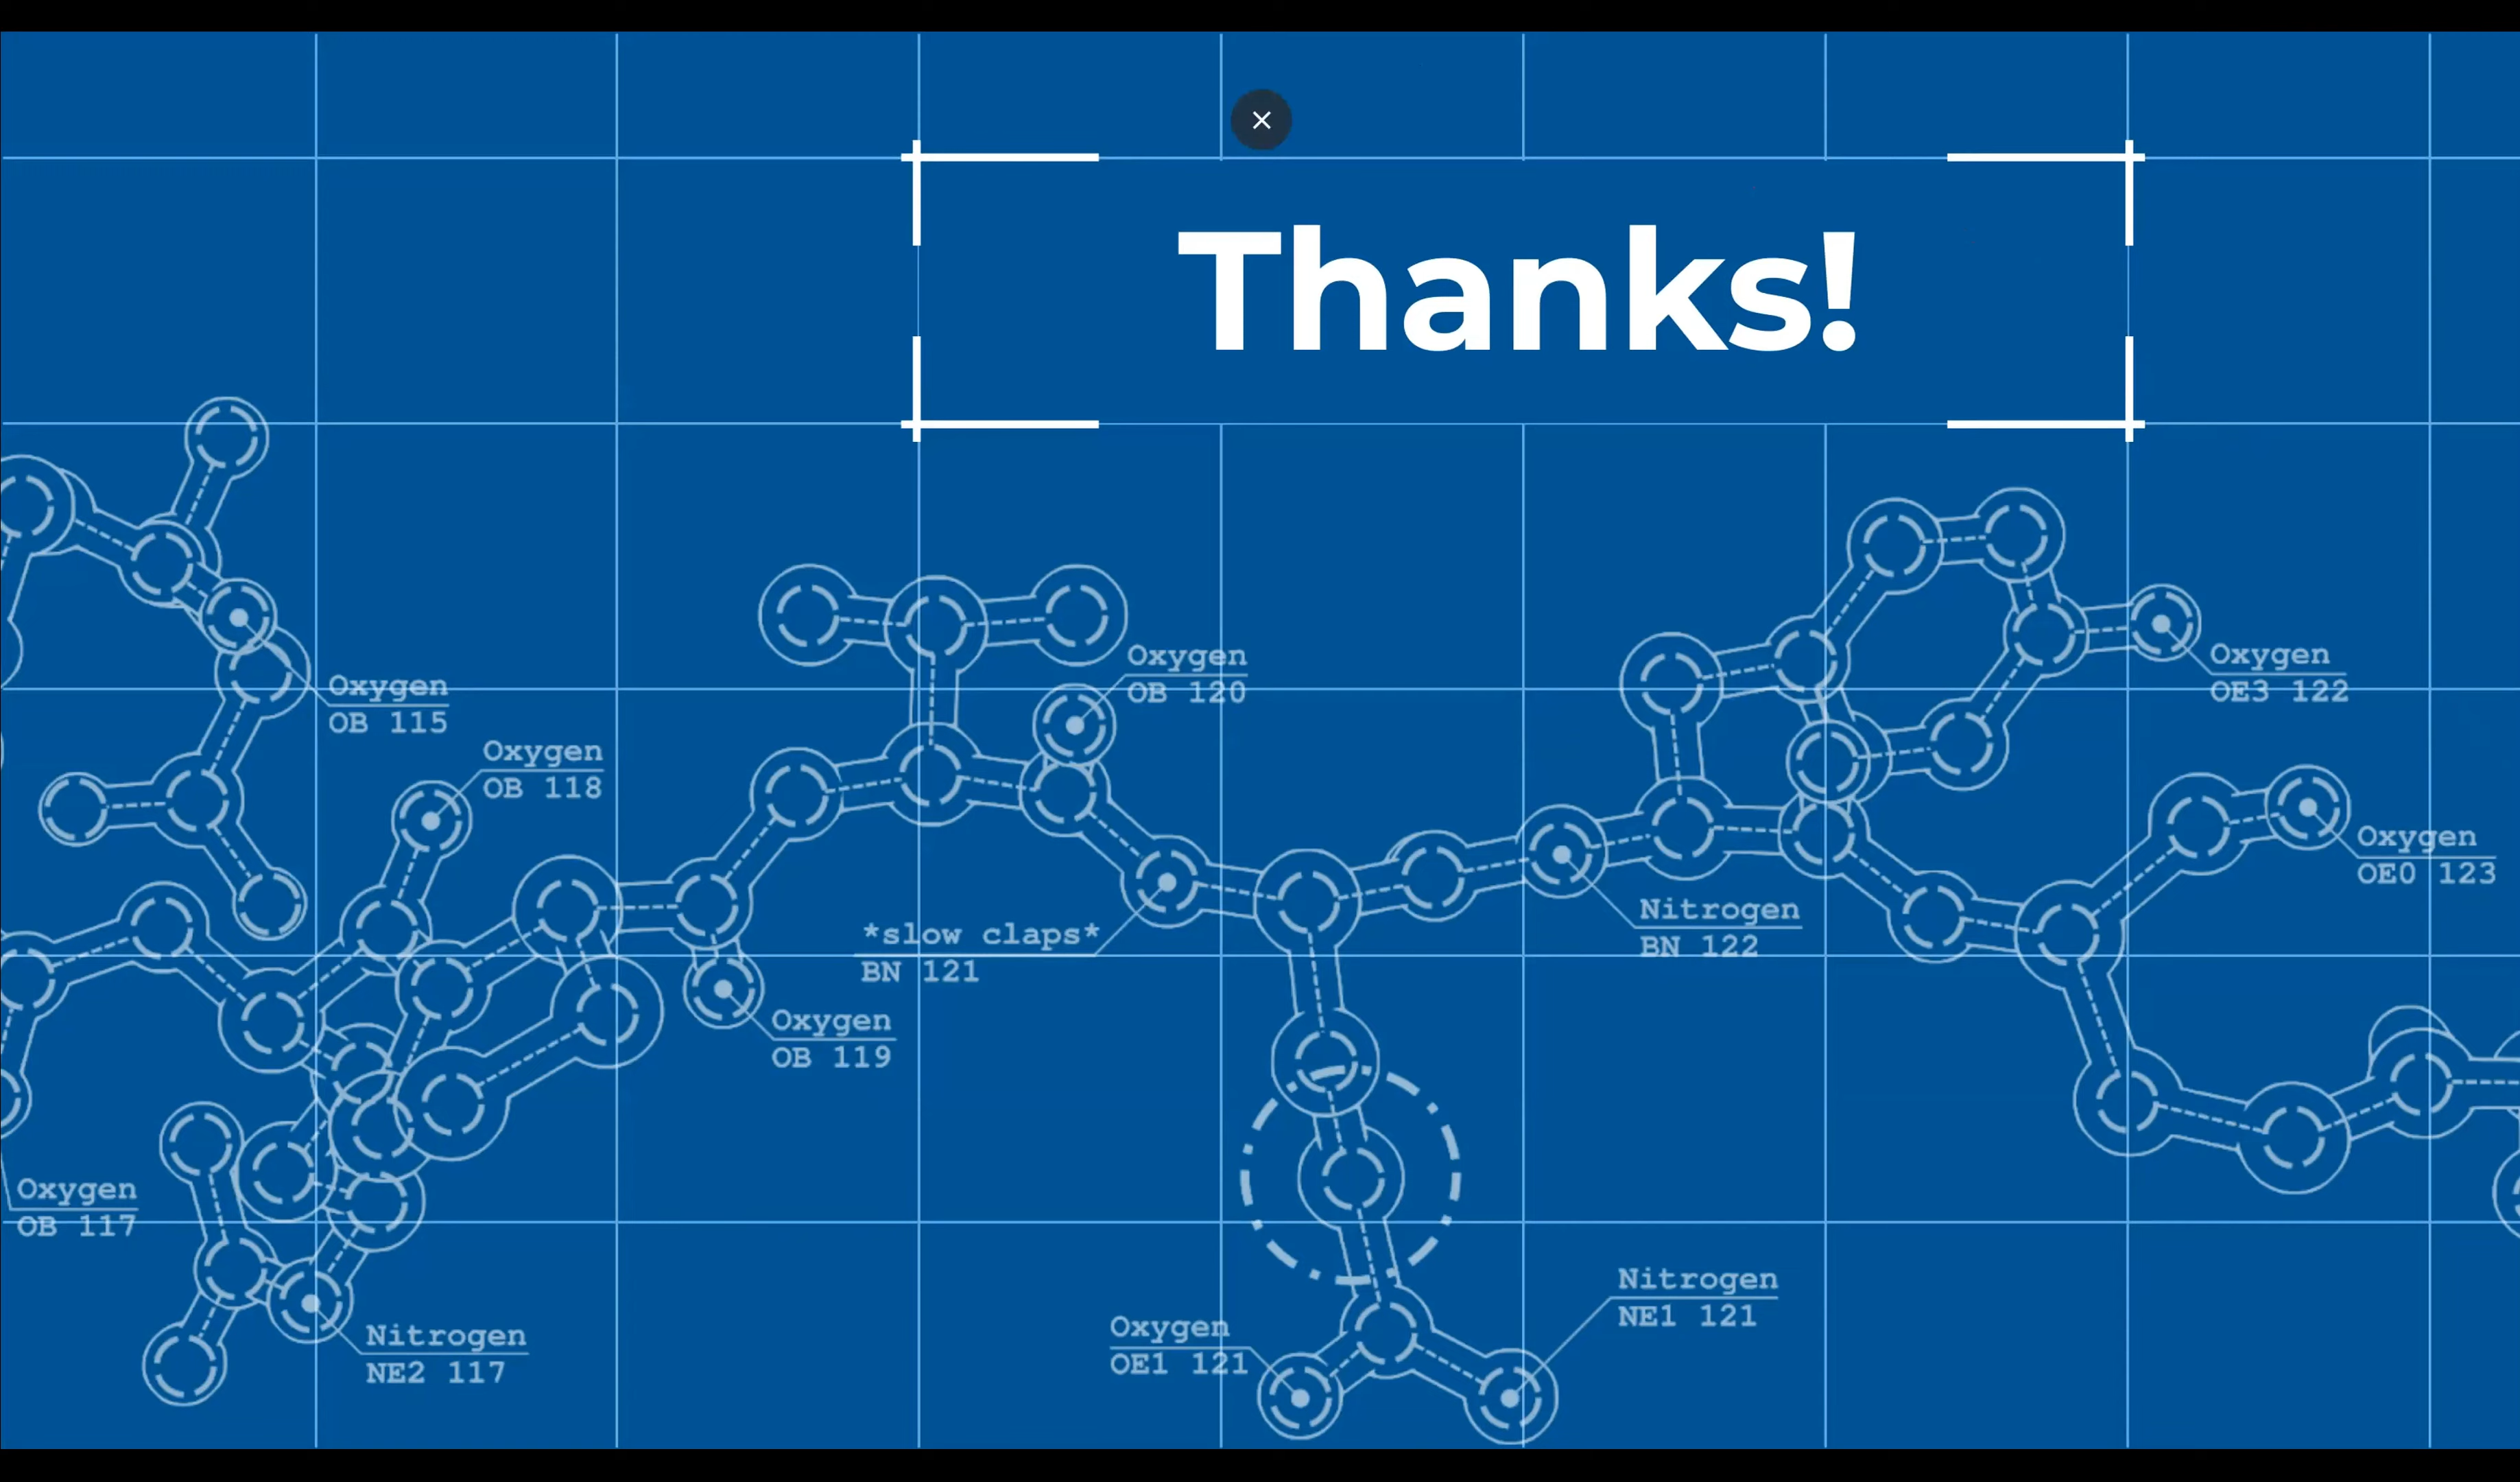 Thanks!
Oxygen
OB 120
Oxygen
OE3 122
Oxygen
OB 115
Oxygen
OB 118
Oxygen
OE0 123
Nitrogen
BN 122
*slow claps*
BN 121
Oxygen
OB 119
Oxygen
OB 117
Nitrogen
NE1 121
Oxygen
OE1 121
Nitrogen
NE2 117